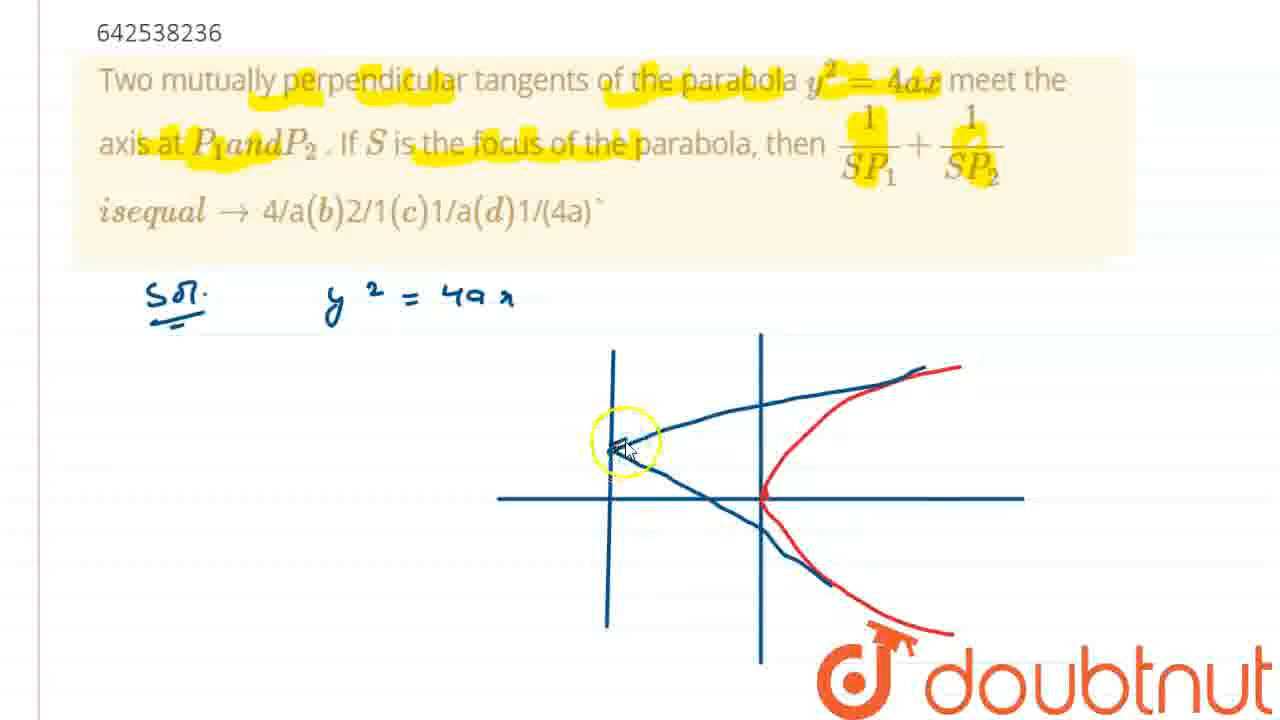 642538236
Two mutually perpendicular tangents of the parabola y² = 4ax meet the
axis at P₁andP₂ . If S is the focus of the parabola, then 1/SP₁ + 1/SP₂
isequal → 4/a(b)2/1(c)1/a(d)1/(4a)`
Sol. y² = 4ax
doubtnut